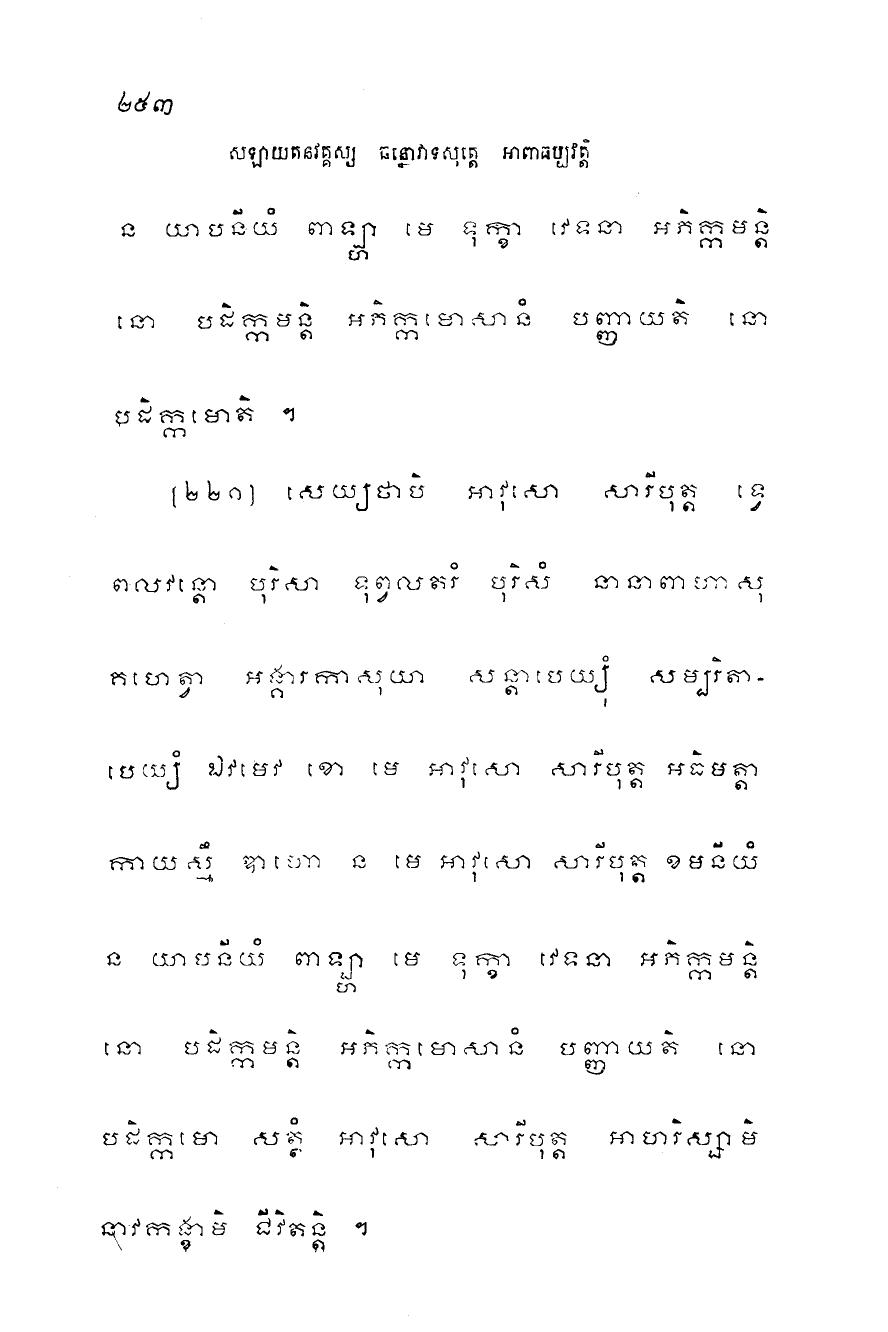 ២៥៣
សឡាយតនវគ្គស្ស ធន្នោវាទសុត្តេ អាពាធប្បវត្តិ
ន យាបនីយំ ពាឡ្ហា មេ ទុក្ខា វេទនា អភិក្កមន្តិ
នោ បដិក្កមន្តិ អភិក្កមោសានំ បញ្ញាយតិ នោ
បដិក្កមោតិ ។
(២២១) សេយ្យថាបិ អាវុសោ សារីបុត្ត ទ្វេ
ពលវន្តោ បុរិសា ទុព្វលតរំ បុរិសំ នានាពាហាសុ
គហេត្វា អង្គារកាសុយា សន្តាបេយ្យុំ សម្បរិតា-
បេយ្យំ ឯវមេវ ខោ មេ អាវុសោ សារីបុត្ត អធិមត្តា
កាយស្មឹ ឌាហោ ន មេ អាវុសោ សារីបុត្ត ខមនីយំ
ន យាបនីយំ ពាឡ្ហា មេ ទុក្ខា វេទនា អភិក្កមន្តិ
នោ បដិក្កមន្តិ អភិក្កមោសានំ បញ្ញាយតិ នោ
បដិក្កមោ សត្ថំ អាវុសោ សារីបុត្ត អាហរិស្សាមិ
នាវកង្ខាមិ ជីវិតន្តិ ។